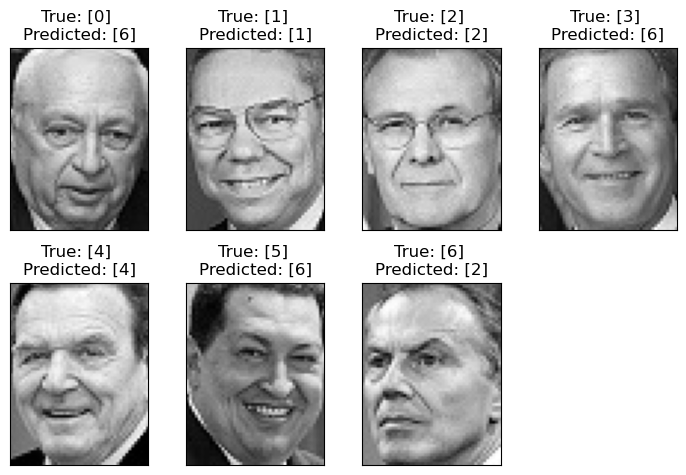 True: [0]
Predicted: [6]
True: [1]
Predicted: [1]
True: [2]
Predicted: [2]
True: [3]
Predicted: [6]
True: [4]
Predicted: [4]
True: [5]
Predicted: [6]
True: [6]
Predicted: [2]